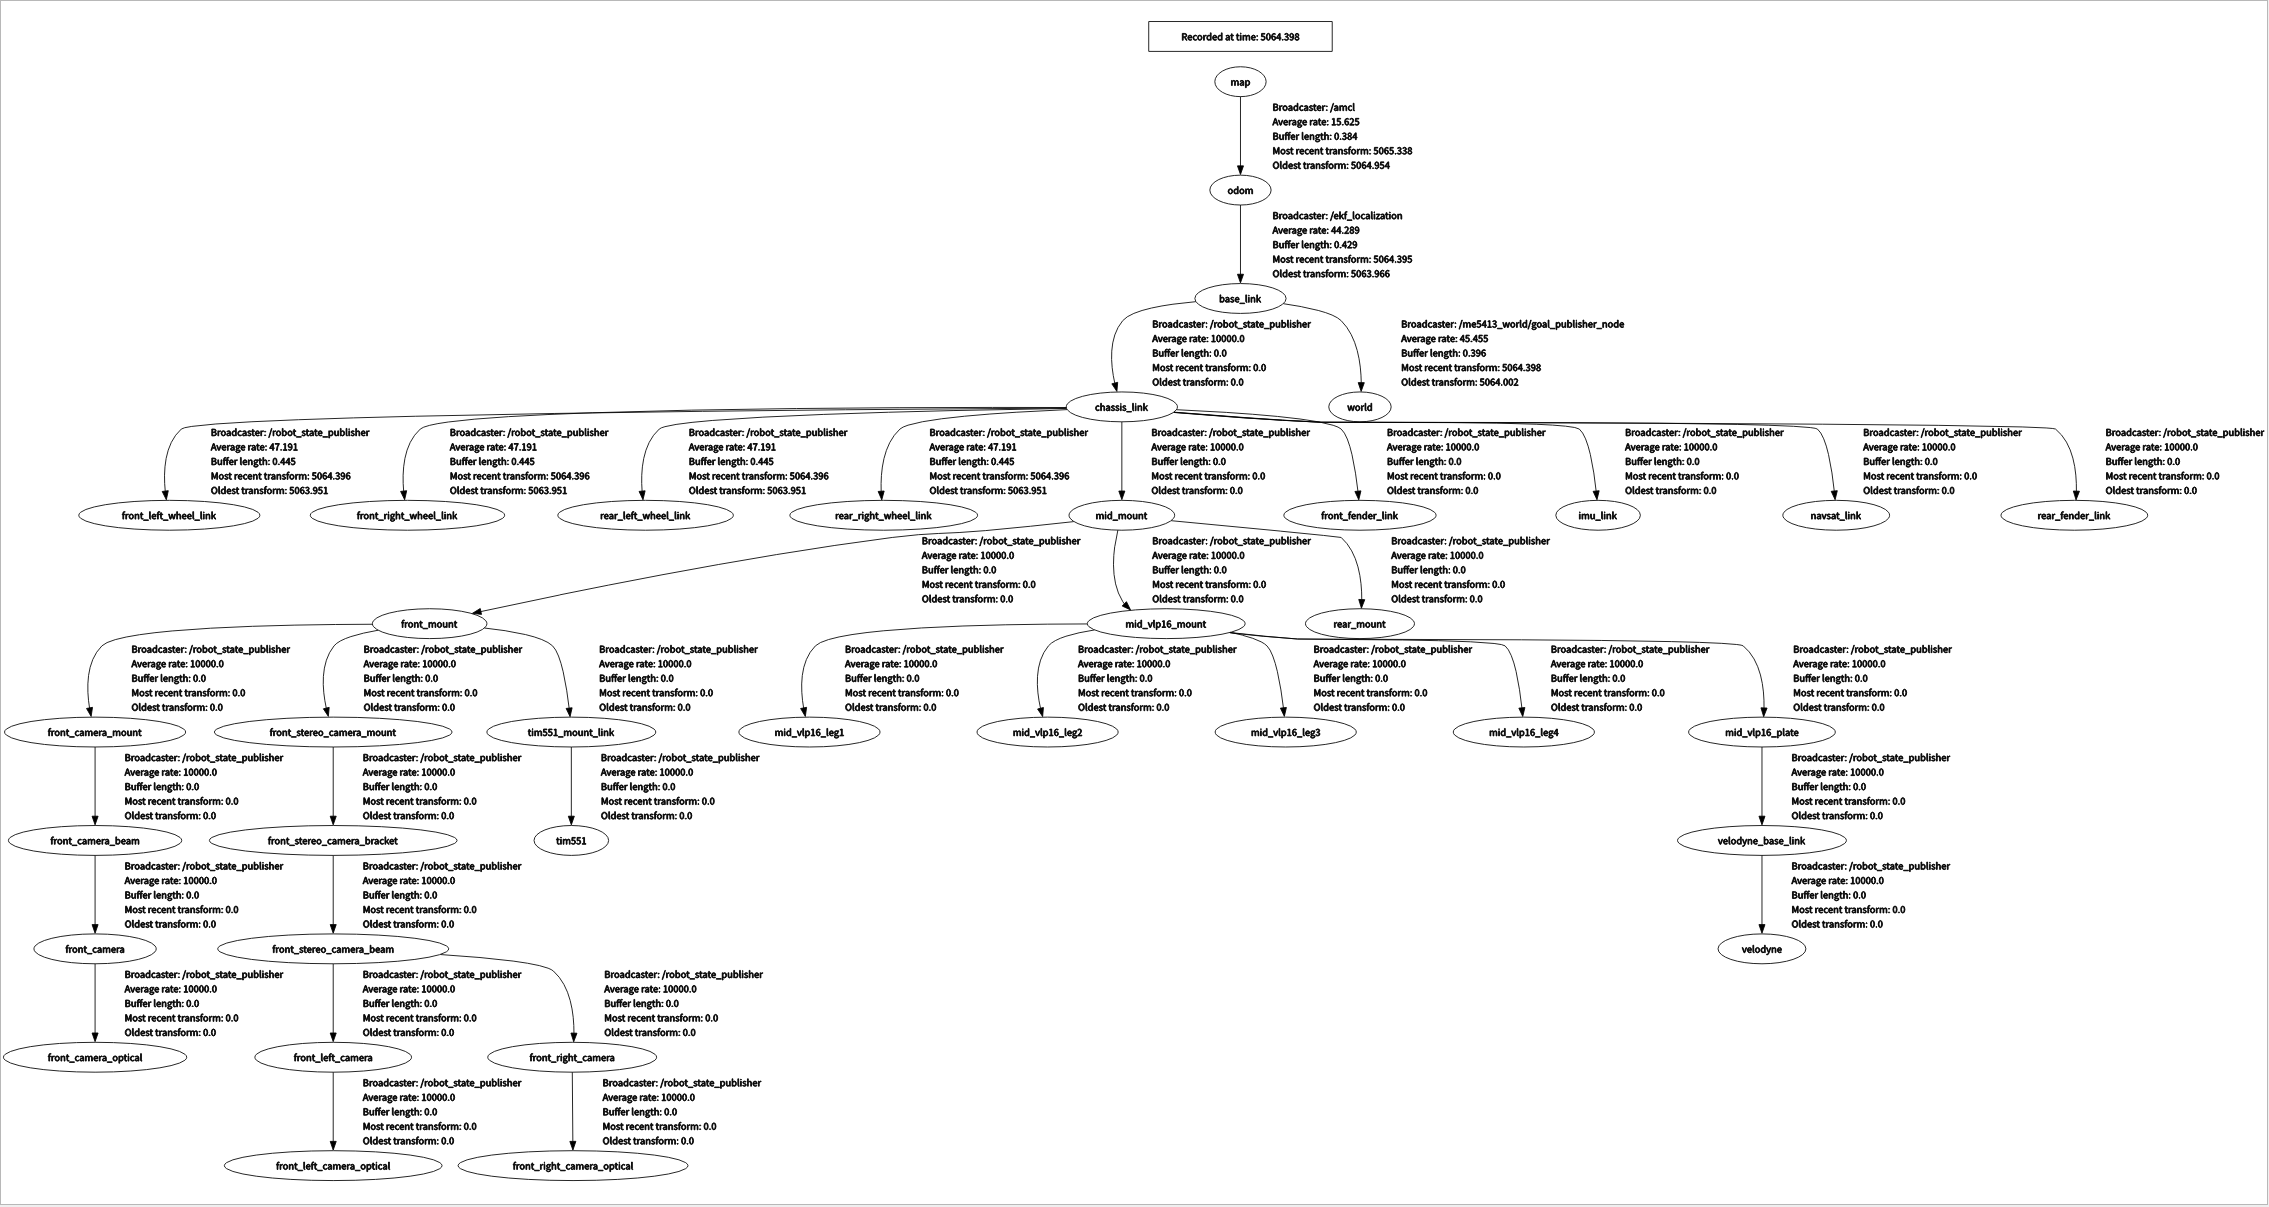 Recorded at time: 5064.398
map
Broadcaster: /amcl
Average rate: 15.625
Buffer length: 0.384
Most recent transform: 5065.338
Oldest transform: 5064.954
odom
Broadcaster: /ekf_localization
Average rate: 44.289
Buffer length: 0.429
Most recent transform: 5064.395
Oldest transform: 5063.966
base_link
Broadcaster: /robot_state_publisher
Average rate: 10000.0
Buffer length: 0.0
Most recent transform: 0.0
Oldest transform: 0.0
Broadcaster: /me5413_world/goal_publisher_node
Average rate: 45.455
Buffer length: 0.396
Most recent transform: 5064.398
Oldest transform: 5064.002
chassis_link
world
Broadcaster: /robot_state_publisher
Average rate: 47.191
Buffer length: 0.445
Most recent transform: 5064.396
Oldest transform: 5063.951
Broadcaster: /robot_state_publisher
Average rate: 47.191
Buffer length: 0.445
Most recent transform: 5064.396
Oldest transform: 5063.951
Broadcaster: /robot_state_publisher
Average rate: 47.191
Buffer length: 0.445
Most recent transform: 5064.396
Oldest transform: 5063.951
Broadcaster: /robot_state_publisher
Average rate: 47.191
Buffer length: 0.445
Most recent transform: 5064.396
Oldest transform: 5063.951
Broadcaster: /robot_state_publisher
Average rate: 10000.0
Buffer length: 0.0
Most recent transform: 0.0
Oldest transform: 0.0
Broadcaster: /robot_state_publisher
Average rate: 10000.0
Buffer length: 0.0
Most recent transform: 0.0
Oldest transform: 0.0
Broadcaster: /robot_state_publisher
Average rate: 10000.0
Buffer length: 0.0
Most recent transform: 0.0
Oldest transform: 0.0
Broadcaster: /robot_state_publisher
Average rate: 10000.0
Buffer length: 0.0
Most recent transform: 0.0
Oldest transform: 0.0
Broadcaster: /robot_state_publisher
Average rate: 10000.0
Buffer length: 0.0
Most recent transform: 0.0
Oldest transform: 0.0
front_left_wheel_link
front_right_wheel_link
rear_left_wheel_link
rear_right_wheel_link
mid_mount
front_fender_link
imu_link
navsat_link
rear_fender_link
Broadcaster: /robot_state_publisher
Average rate: 10000.0
Buffer length: 0.0
Most recent transform: 0.0
Oldest transform: 0.0
Broadcaster: /robot_state_publisher
Average rate: 10000.0
Buffer length: 0.0
Most recent transform: 0.0
Oldest transform: 0.0
Broadcaster: /robot_state_publisher
Average rate: 10000.0
Buffer length: 0.0
Most recent transform: 0.0
Oldest transform: 0.0
front_mount
mid_vlp16_mount
rear_mount
Broadcaster: /robot_state_publisher
Average rate: 10000.0
Buffer length: 0.0
Most recent transform: 0.0
Oldest transform: 0.0
Broadcaster: /robot_state_publisher
Average rate: 10000.0
Buffer length: 0.0
Most recent transform: 0.0
Oldest transform: 0.0
Broadcaster: /robot_state_publisher
Average rate: 10000.0
Buffer length: 0.0
Most recent transform: 0.0
Oldest transform: 0.0
Broadcaster: /robot_state_publisher
Average rate: 10000.0
Buffer length: 0.0
Most recent transform: 0.0
Oldest transform: 0.0
Broadcaster: /robot_state_publisher
Average rate: 10000.0
Buffer length: 0.0
Most recent transform: 0.0
Oldest transform: 0.0
Broadcaster: /robot_state_publisher
Average rate: 10000.0
Buffer length: 0.0
Most recent transform: 0.0
Oldest transform: 0.0
Broadcaster: /robot_state_publisher
Average rate: 10000.0
Buffer length: 0.0
Most recent transform: 0.0
Oldest transform: 0.0
Broadcaster: /robot_state_publisher
Average rate: 10000.0
Buffer length: 0.0
Most recent transform: 0.0
Oldest transform: 0.0
front_camera_mount
front_stereo_camera_mount
tim551_mount_link
mid_vlp16_leg1
mid_vlp16_leg2
mid_vlp16_leg3
mid_vlp16_leg4
mid_vlp16_plate
Broadcaster: /robot_state_publisher
Average rate: 10000.0
Buffer length: 0.0
Most recent transform: 0.0
Oldest transform: 0.0
Broadcaster: /robot_state_publisher
Average rate: 10000.0
Buffer length: 0.0
Most recent transform: 0.0
Oldest transform: 0.0
Broadcaster: /robot_state_publisher
Average rate: 10000.0
Buffer length: 0.0
Most recent transform: 0.0
Oldest transform: 0.0
Broadcaster: /robot_state_publisher
Average rate: 10000.0
Buffer length: 0.0
Most recent transform: 0.0
Oldest transform: 0.0
front_camera_beam
front_stereo_camera_bracket
tim551
velodyne_base_link
Broadcaster: /robot_state_publisher
Average rate: 10000.0
Buffer length: 0.0
Most recent transform: 0.0
Oldest transform: 0.0
Broadcaster: /robot_state_publisher
Average rate: 10000.0
Buffer length: 0.0
Most recent transform: 0.0
Oldest transform: 0.0
Broadcaster: /robot_state_publisher
Average rate: 10000.0
Buffer length: 0.0
Most recent transform: 0.0
Oldest transform: 0.0
front_camera
front_stereo_camera_beam
velodyne
Broadcaster: /robot_state_publisher
Average rate: 10000.0
Buffer length: 0.0
Most recent transform: 0.0
Oldest transform: 0.0
Broadcaster: /robot_state_publisher
Average rate: 10000.0
Buffer length: 0.0
Most recent transform: 0.0
Oldest transform: 0.0
Broadcaster: /robot_state_publisher
Average rate: 10000.0
Buffer length: 0.0
Most recent transform: 0.0
Oldest transform: 0.0
front_camera_optical
front_left_camera
front_right_camera
Broadcaster: /robot_state_publisher
Average rate: 10000.0
Buffer length: 0.0
Most recent transform: 0.0
Oldest transform: 0.0
Broadcaster: /robot_state_publisher
Average rate: 10000.0
Buffer length: 0.0
Most recent transform: 0.0
Oldest transform: 0.0
front_left_camera_optical
front_right_camera_optical